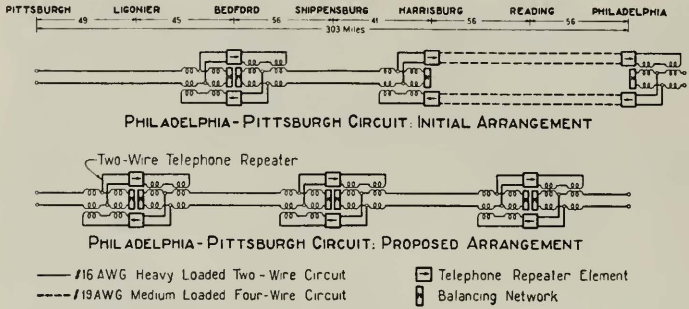 PITTSBURGH LIGONIER BEDFORD SHIPPENSBURG HARRISBURG READING PHILADELPHIA
49 45 56 41 56 56
303 Miles
PHILADELPHIA-PITTSBURGH CIRCUIT: INITIAL ARRANGEMENT
Two-Wire Telephone Repeater
PHILADELPHIA-PITTSBURGH CIRCUIT: PROPOSED ARRANGEMENT
#16 AWG Heavy Loaded Two-Wire Circuit
Telephone Repeater Element
#19 AWG Medium Loaded Four-Wire Circuit
Balancing Network